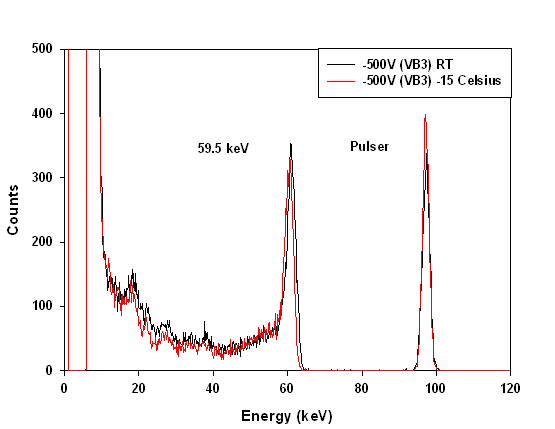 500
-500V (VB3) RT
-500V (VB3) -15 Celsius
400
59.5 keV
Pulser
300
Counts
200
100
0
0 20 40 60 80 100 120
Energy (keV)